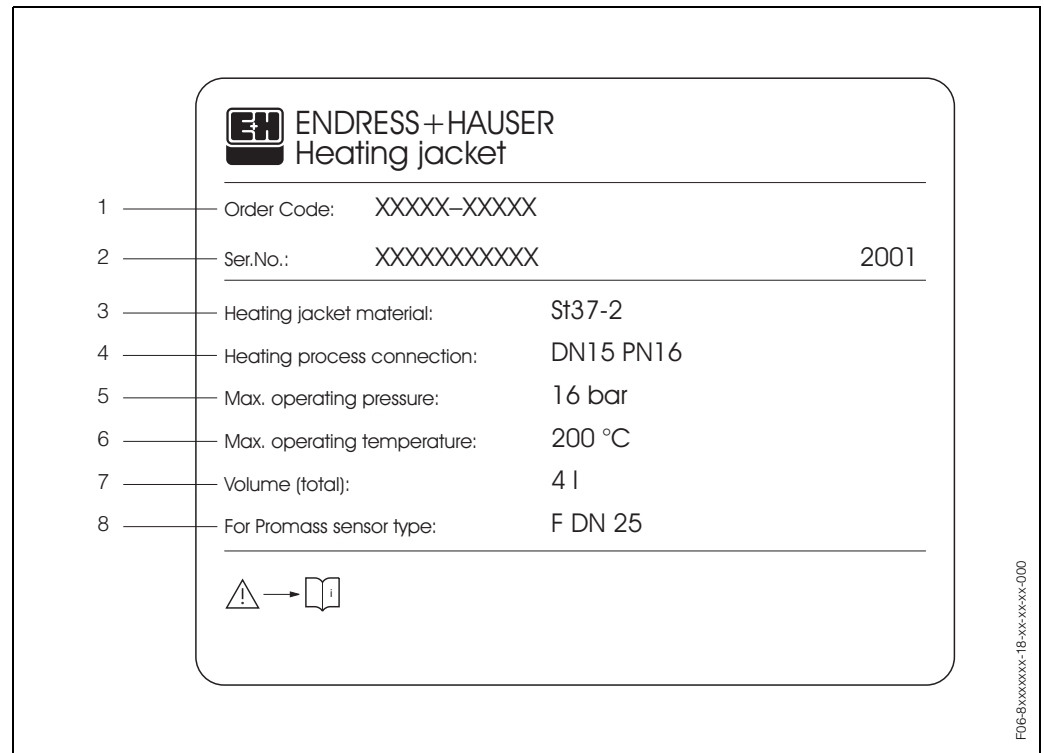 E+H ENDRESS+HAUSER
Heating jacket
1 Order Code: XXXXX–XXXXX
2 Ser.No.: XXXXXXXXXXX 2001
3 Heating jacket material: St37-2
4 Heating process connection: DN15 PN16
5 Max. operating pressure: 16 bar
6 Max. operating temperature: 200 °C
7 Volume (total): 4 l
8 For Promass sensor type: F DN 25
i
F06-8xxxxxxx-18-xx-xx-xx-000